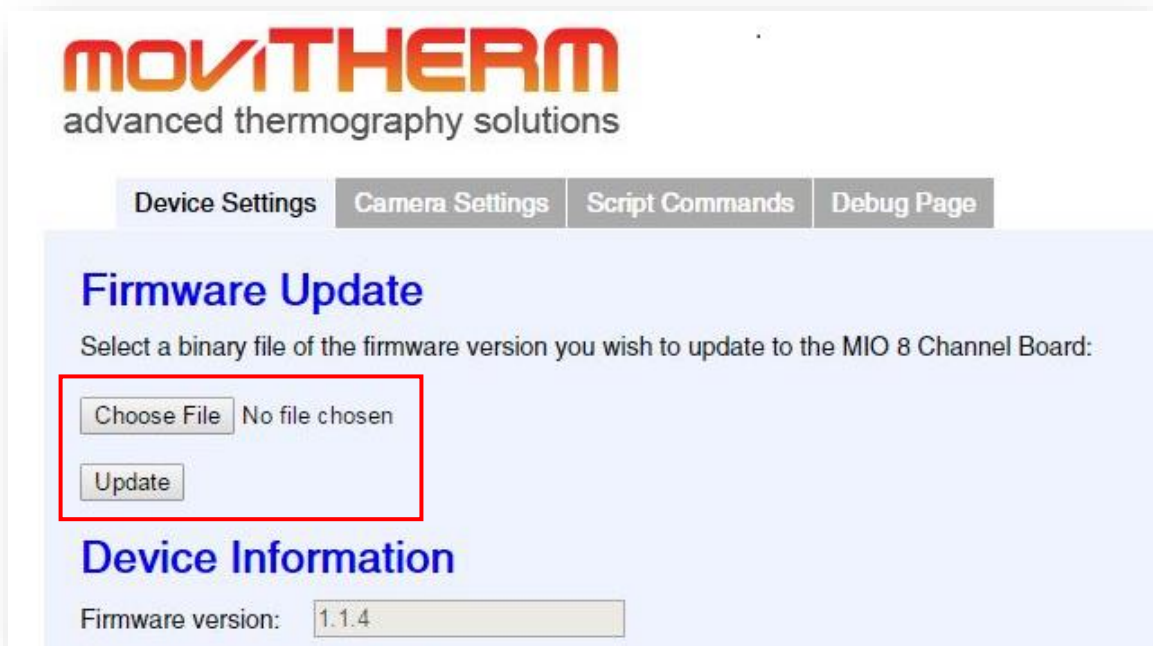 moviTHERM
advanced thermography solutions
Device Settings Camera Settings Script Commands Debug Page
Firmware Update
Select a binary file of the firmware version you wish to update to the MIO 8 Channel Board:
Choose File No file chosen
Update
Device Information
Firmware version: 1.1.4